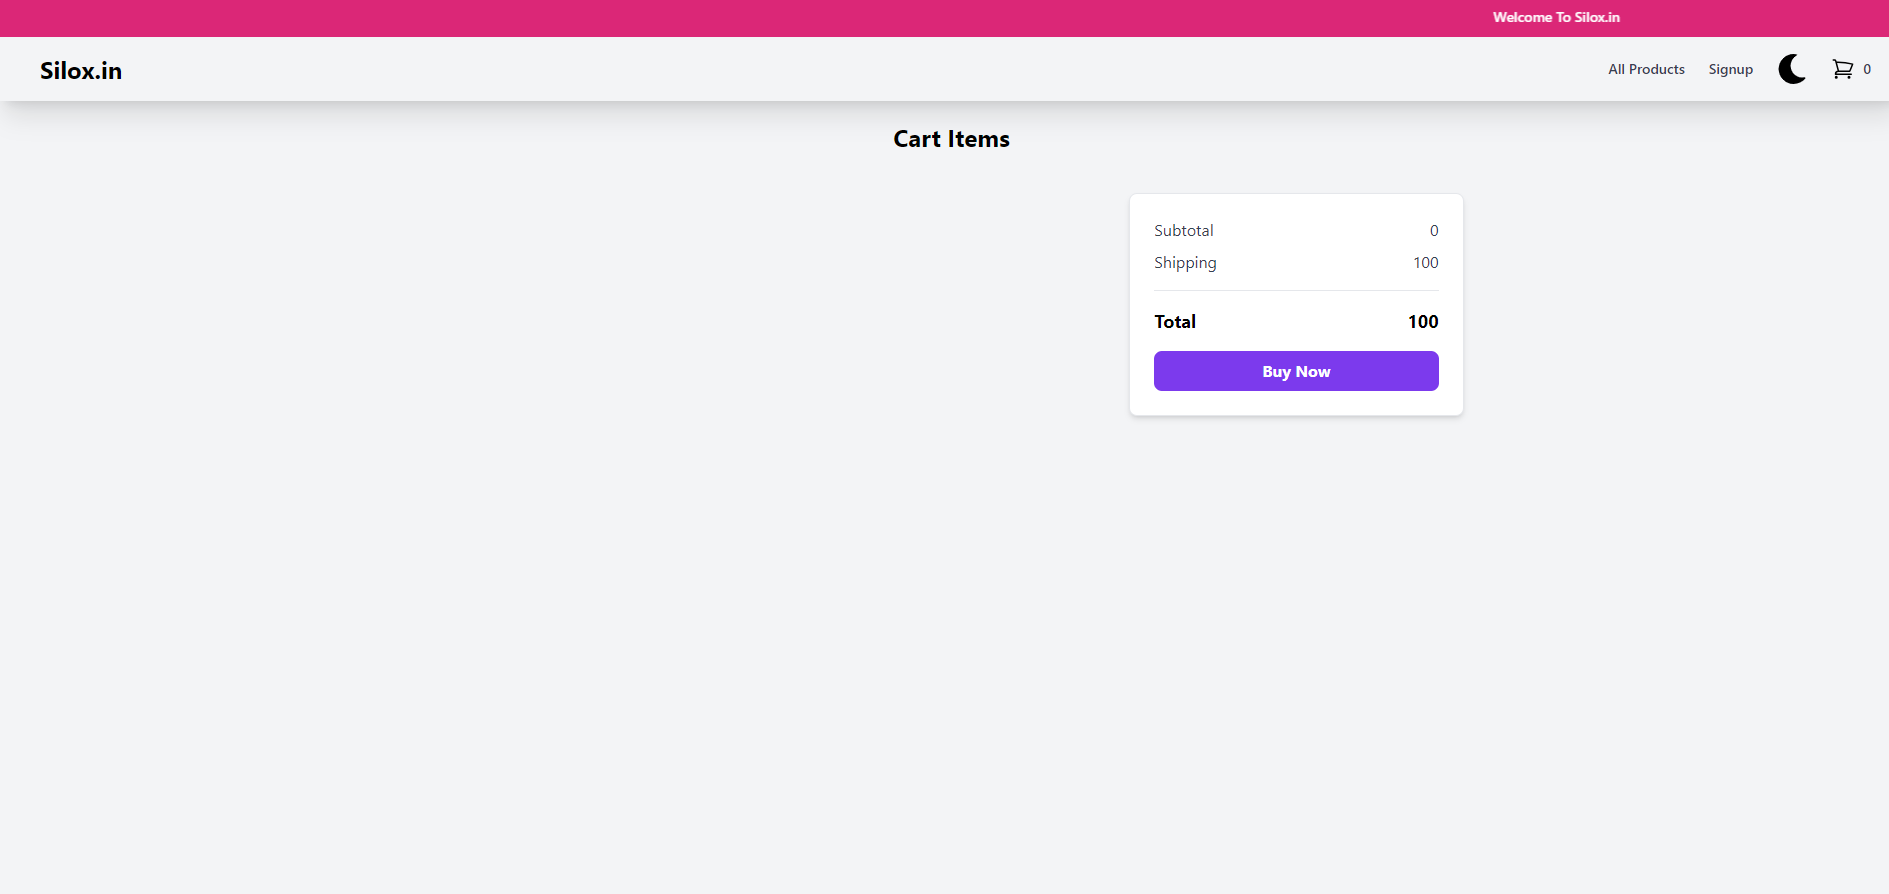 Welcome To Silox.in
Silox.in
All Products
Signup
0
Cart Items
Subtotal 0
Shipping 100
Total 100
Buy Now